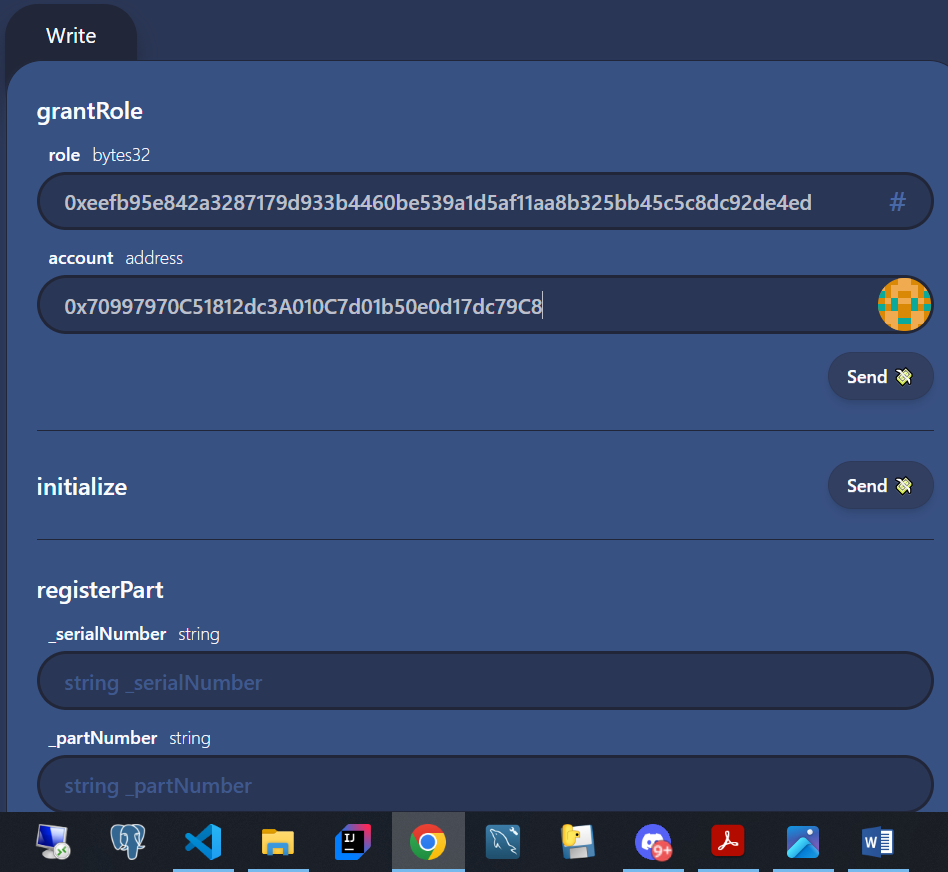 Write
grantRole
role bytes32
0xeefb95e842a3287179d933b4460be539a1d5af11aa8b325bb45c5c8dc92de4ed #
account address
0x70997970C51812dc3A010C7d01b50e0d17dc79C8
Send
initialize
Send
registerPart
_serialNumber string
string _serialNumber
_partNumber string
string _partNumber
IJ
9+
W